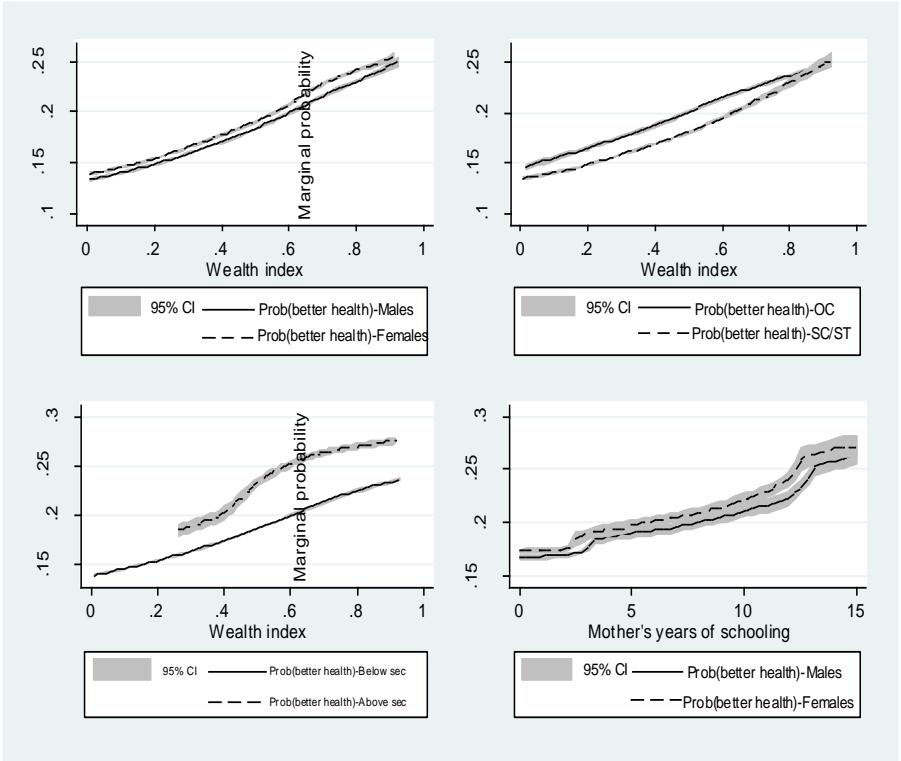 .25
.2
.15
.1
Marginal probability
0 .2 .4 .6 .8 1
Wealth index
95% CI Prob(better health)-Males
Prob(better health)-Females
.25
.2
.15
.1
0 .2 .4 .6 .8 1
Wealth index
95% CI Prob(better health)-OC
Prob(better health)-SC/ST
.3
.25
.2
.15
Marginal probability
0 .2 .4 .6 .8 1
Wealth index
95% CI Prob(better health)-Below sec
Prob(better health)-Above sec
.3
.25
.2
.15
0 5 10 15
Mother's years of schooling
95% CI Prob(better health)-Males
Prob(better health)-Females